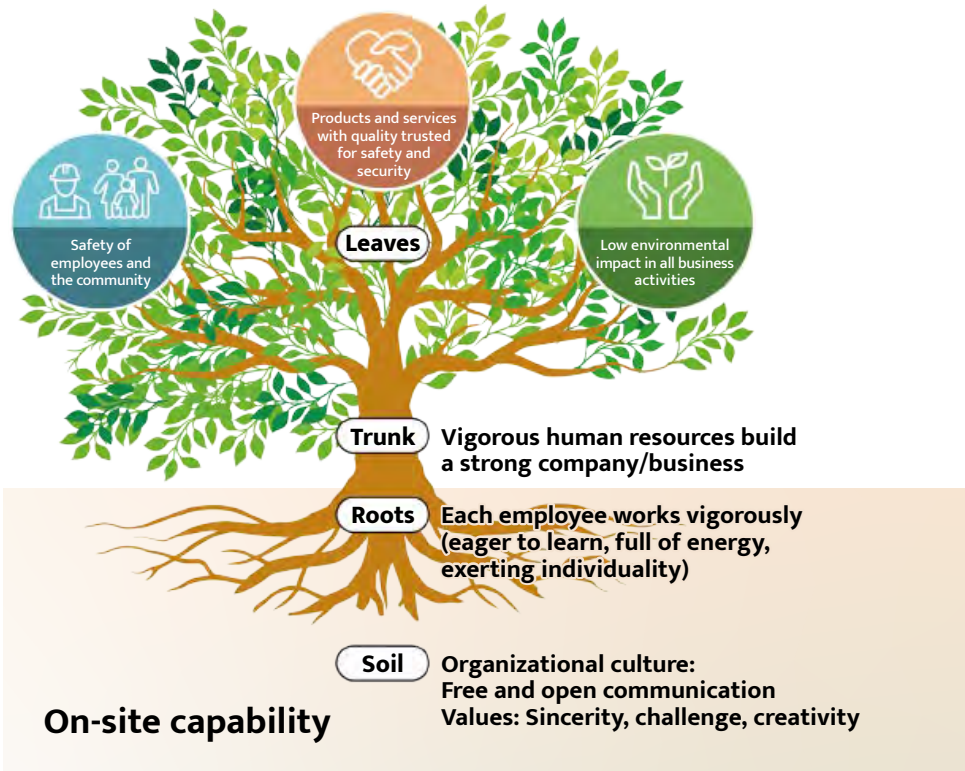 Products and services
with quality trusted
for safety and
security
Safety of
employees and
the community
Leaves
Low environmental
impact in all business
activities
Trunk
Vigorous human resources build
a strong company/business
Roots
Each employee works vigorously
(eager to learn, full of energy,
exerting individuality)
Soil
Organizational culture:
Free and open communication
Values: Sincerity, challenge, creativity
On-site capability